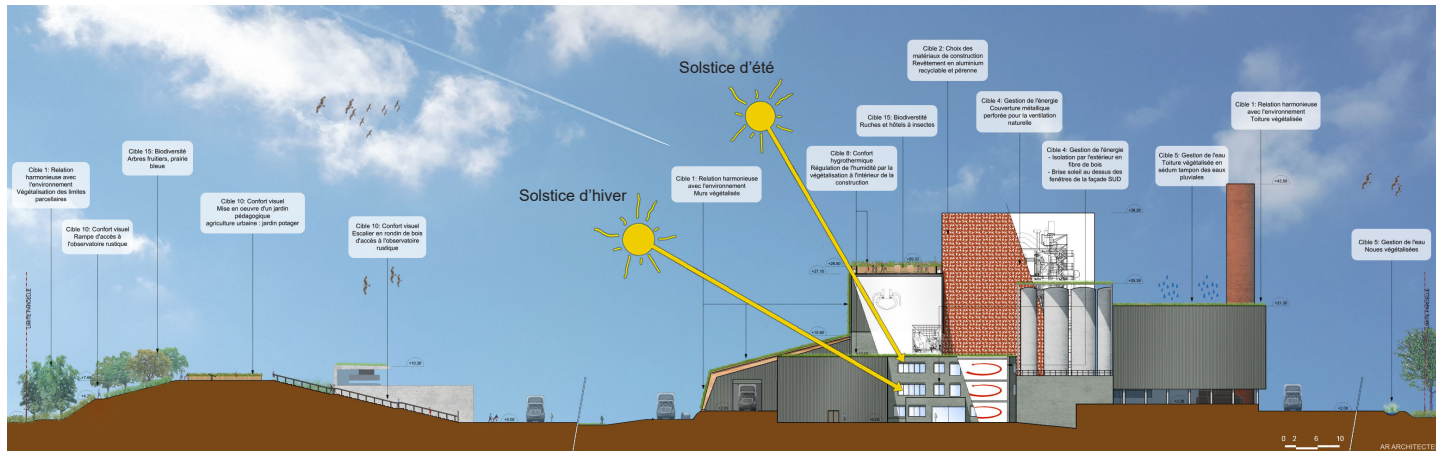 Solstice d'été
Solstice d'hiver
Cible 1: Relation
harmonieuse avec
l'environnement
Végétalisation des limites
parcellaires
Cible 10: Confort visuel
Rampe d'accès à
l'observatoire rustique
Cible 15: Biodiversité
Arbres fruitiers, prairie
bleue
Cible 10: Confort visuel
Mise en oeuvre d'un jardin
pédagogique
agriculture urbaine : jardin potager
Cible 10: Confort visuel
Escalier en rondin de bois
d'accès à l'observatoire
rustique
Cible 1: Relation harmonieuse
avec l'environnement
Murs végétalisés
Cible 8: Confort
hygrothermique
Régulation de l'humidité par la
végétalisation à l'intérieur de la
construction
Cible 15: Biodiverstité
Ruches et hôtels à insectes
Cible 2: Choix des
matériaux de construction
Revêtement en aluminium
recyclable et pérenne
Cible 4: Gestion de l'énergie
Couverture métallique
perforée pour la ventilation
naturelle
Cible 4: Gestion de l'énergie
- Isolation par l'extérieur en
fibre de bois
- Brise soleil au dessus des
fenêtres de la façade SUD
Cible 5: Gestion de l'eau
Toiture végétalisée en
sédum tampon des eaux
pluviales
Cible 1: Relation harmonieuse
avec l'environnement
Toiture végétalisée
Cible 5: Gestion de l'eau
Noues végétalisées
+43.50
+27.10
+10.30
0 2 6 10
AR ARCHITECTE